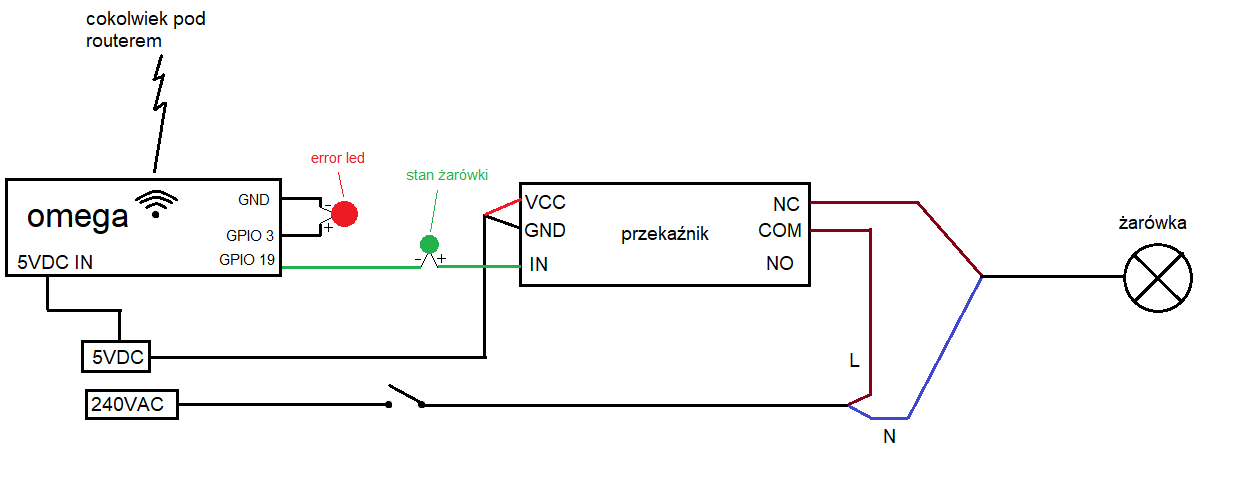 cokolwiek pod
routerem
error led
stan żarówki
żarówka
omega
GND
GPIO 3
GPIO 19
5VDC IN
-
+
-
+
VCC
GND
IN
przekaźnik
NC
COM
NO
5VDC
240VAC
L
N